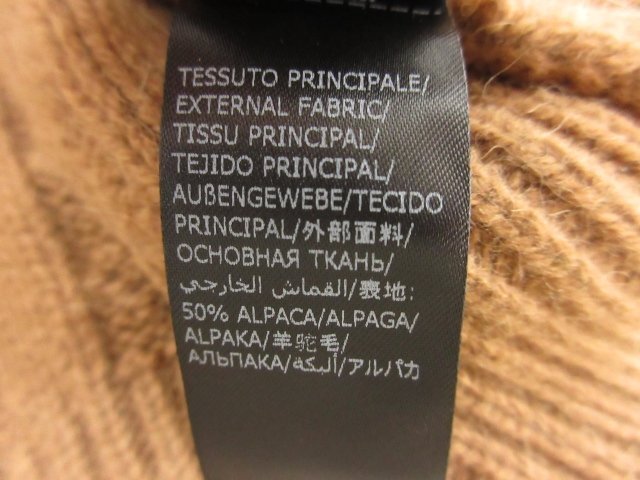 TESSUTO PRINCIPALE/
EXTERNAL FABRIC/
TISSU PRINCIPAL/
TEJIDO PRINCIPAL/
AUßENGEWEBE/TECIDO
PRINCIPAL/外部面料/
ОСНОВНАЯ ТКАНЬ/
القماش الخارجي/表地:
50% ALPACA/ALPAGA/
ALPAKA/羊驼毛/
АЛЬПАКА/ألبكة/アルパカ